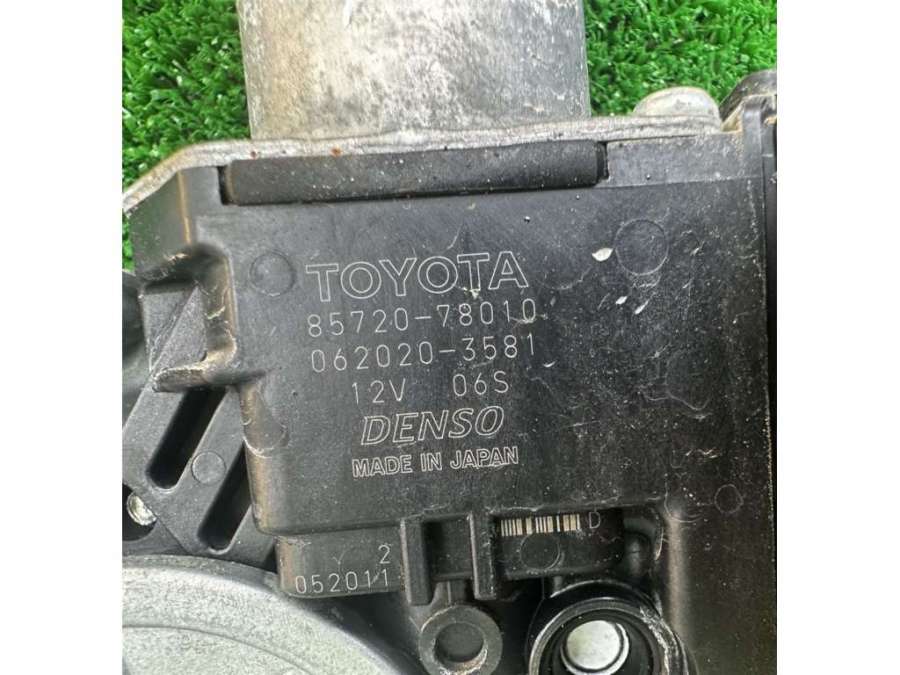 TOYOTA
85720-78010
062020-3581
12V 06S
DENSO
MADE IN JAPAN
D
Y 2
052011